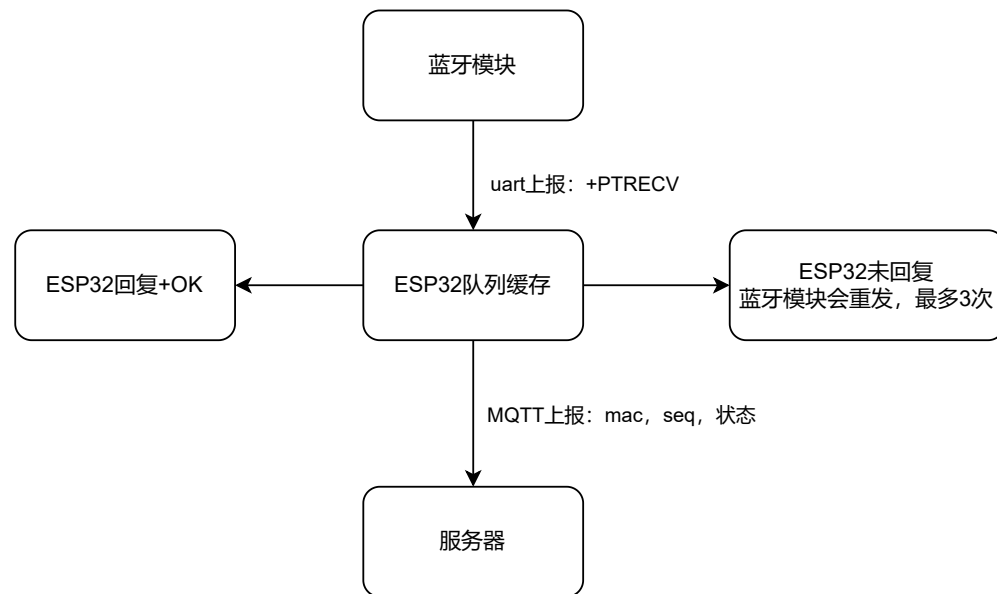 蓝牙模块
uart上报：+PTRECV
ESP32回复+OK
ESP32队列缓存
ESP32未回复
蓝牙模块会重发，最多3次
MQTT上报：mac，seq，状态
服务器